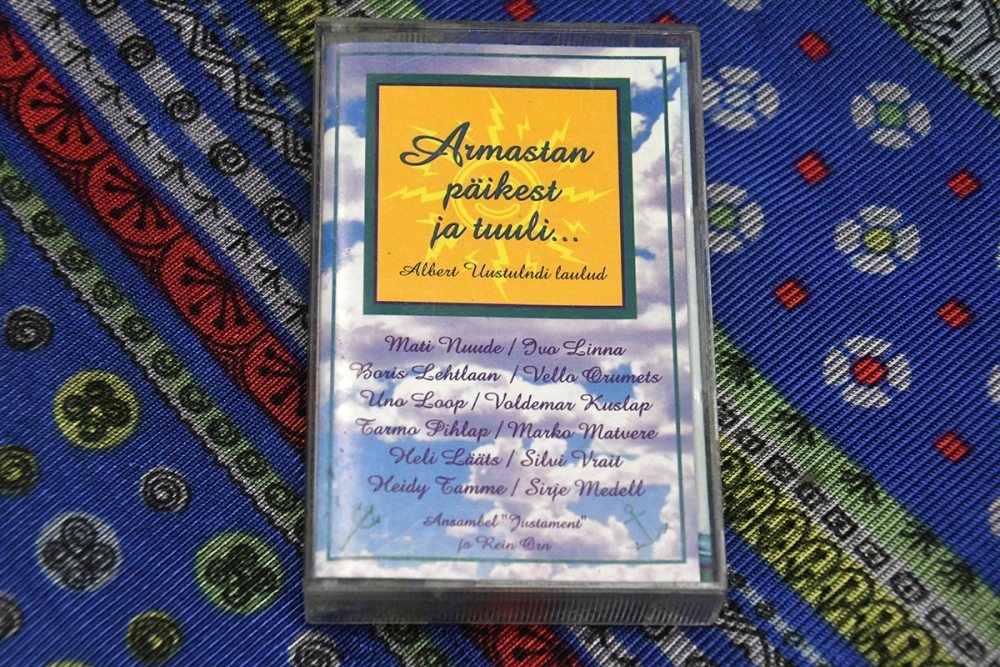 Armastan
päikest
ja tuuli...
Albert Uustulndi laulud
Mati Nuude / Ivo Linna
Boris Lehtlaan / Vello Orumets
Uno Loop / Voldemar Kuslap
Tarmo Pihlap / Marko Matvere
Heli Lääts / Silvi Vrait
Heidy Tamme / Sirje Medell
Ansambel "Justament"
ja Rein Örn